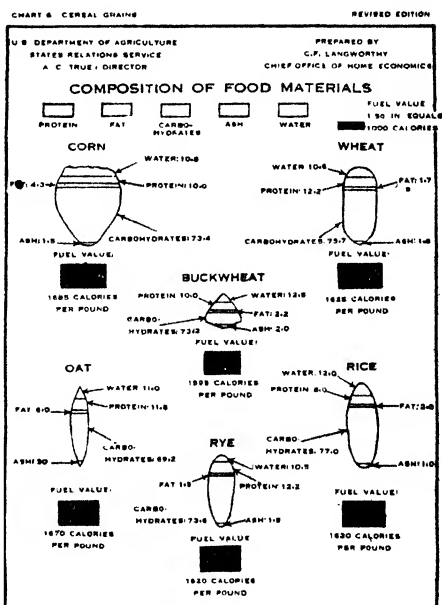 CHART 6 CEREAL GRAINS REVISED EDITION
U S DEPARTMENT OF AGRICULTURE
STATES RELATIONS SERVICE
A C TRUE: DIRECTOR
PREPARED BY
C.F. LANGWORTHY
CHIEF OFFICE OF HOME ECONOMICS
COMPOSITION OF FOOD MATERIALS
PROTEIN FAT CARBO-HYDRATES ASH WATER
FUEL VALUE
1 SQ IN EQUALS
1000 CALORIES
CORN
WATER: 10.8
FAT: 4.3
PROTEIN: 10.0
CARBOHYDRATES: 73.4
ASH: 1.5
FUEL VALUE:
CALORIES
PER POUND
WHEAT
WATER 10.6
PROTEIN: 12.2
FAT: 1.7
CARBOHYDRATES: 73.7
ASH: 1.8
FUEL VALUE:
CALORIES
PER POUND
BUCKWHEAT
PROTEIN 10.0
WATER: 12.6
FAT: 2.2
CARBO-
HYDRATES: 73.2
ASH: 2.0
FUEL VALUE:
CALORIES
PER POUND
OAT
WATER: 11.0
FAT 5.0
PROTEIN: 11.8
CARBO-
HYDRATES: 69.2
ASH: 3.0
FUEL VALUE:
1670 CALORIES
PER POUND
RYE
WATER: 10.5
FAT 1.5
PROTEIN: 12.2
CARBO-
HYDRATES: 73.6
ASH: 1.9
FUEL VALUE
1620 CALORIES
PER POUND
RICE
WATER: 12.0
PROTEIN: 8.0
FAT: 2.0
CARBO-
HYDRATES: 77.0
ASH: 1.0
FUEL VALUE:
1630 CALORIES
PER POUND